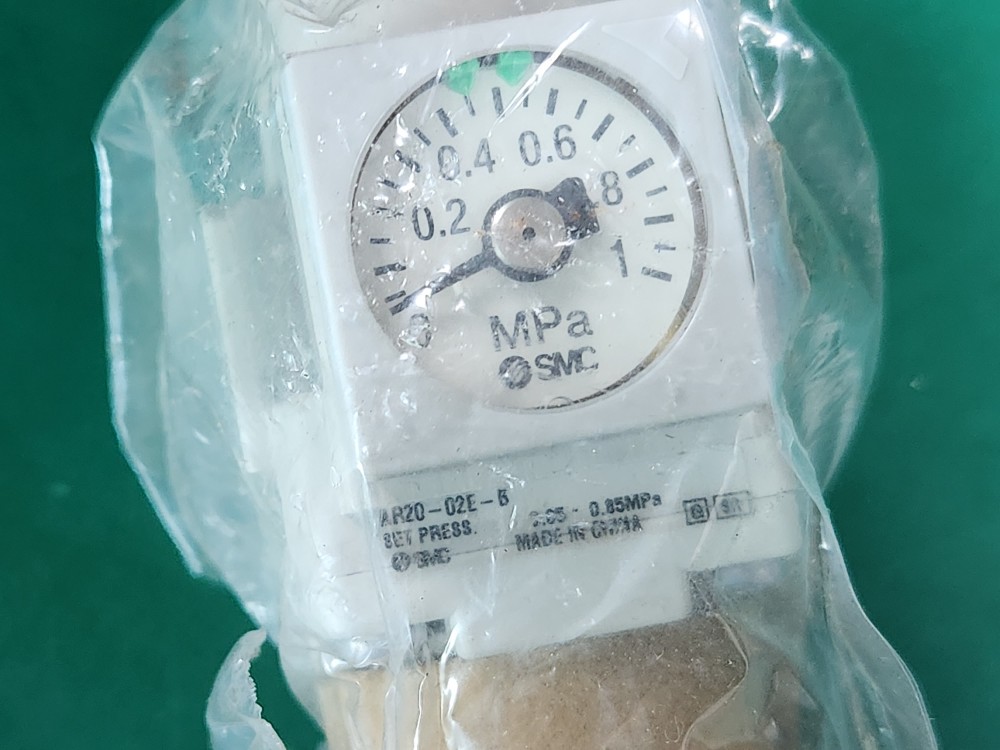 0.4 0.6
0.2 .8
0 1
MPa
SMC
AR20-02E-B
SET PRESS. 0.05 - 0.85MPa
SMC MADE IN CHINA